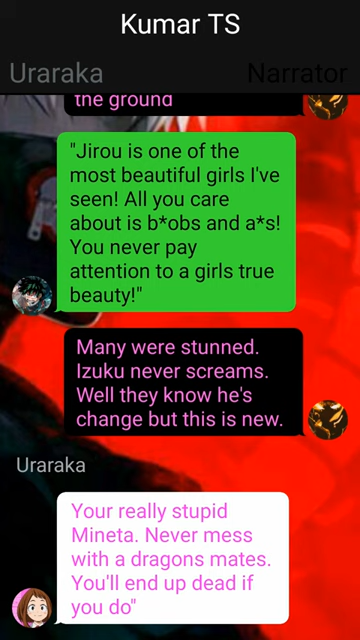 Kumar TS
Uraraka
Narrator
the ground
"Jirou is one of the
most beautiful girls I've
seen! All you care
about is b*obs and a*s!
You never pay
attention to a girls true
beauty!"
Many were stunned.
Izuku never screams.
Well they know he's
change but this is new.
Uraraka
Your really stupid
Mineta. Never mess
with a dragons mates.
You'll end up dead if
you do"